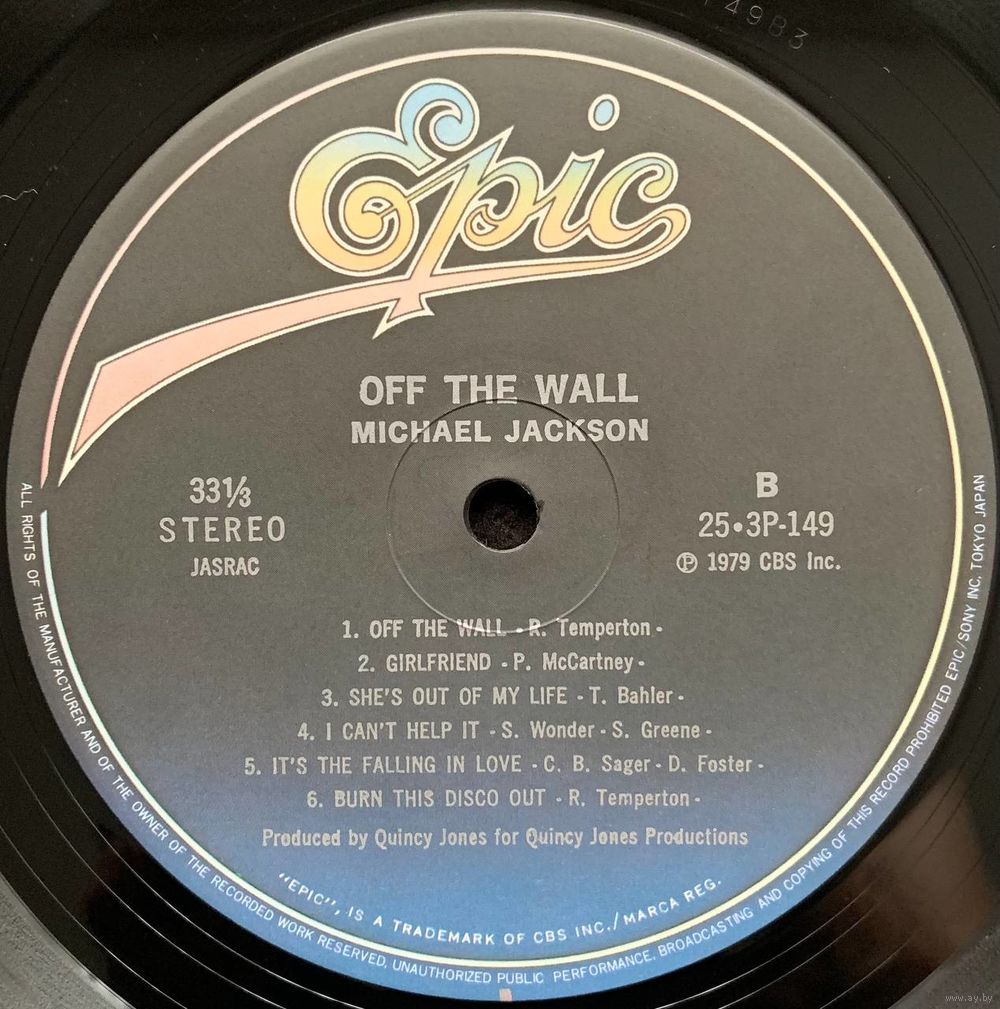 49B3
Epic
OFF THE WALL
MICHAEL JACKSON
33⅓
STEREO
JASRAC
B
25•3P-149
Ⓟ 1979 CBS Inc.
1. OFF THE WALL - R. Temperton -
2. GIRLFRIEND - P. McCartney -
3. SHE'S OUT OF MY LIFE - T. Bahler -
4. I CAN'T HELP IT - S. Wonder - S. Greene -
5. IT'S THE FALLING IN LOVE - C. B. Sager - D. Foster -
6. BURN THIS DISCO OUT - R. Temperton -
Produced by Quincy Jones for Quincy Jones Productions
"EPIC", IS A TRADEMARK OF CBS INC./MARCA REG.
ALL RIGHTS OF THE MANUFACTURER AND OF THE OWNER OF THE RECORDED WORK RESERVED, UNAUTHORIZED PUBLIC PERFORMANCE, BROADCASTING AND COPYING OF THIS RECORD PROHIBITED EPIC/SONY INC, TOKYO JAPAN
www.ay.by